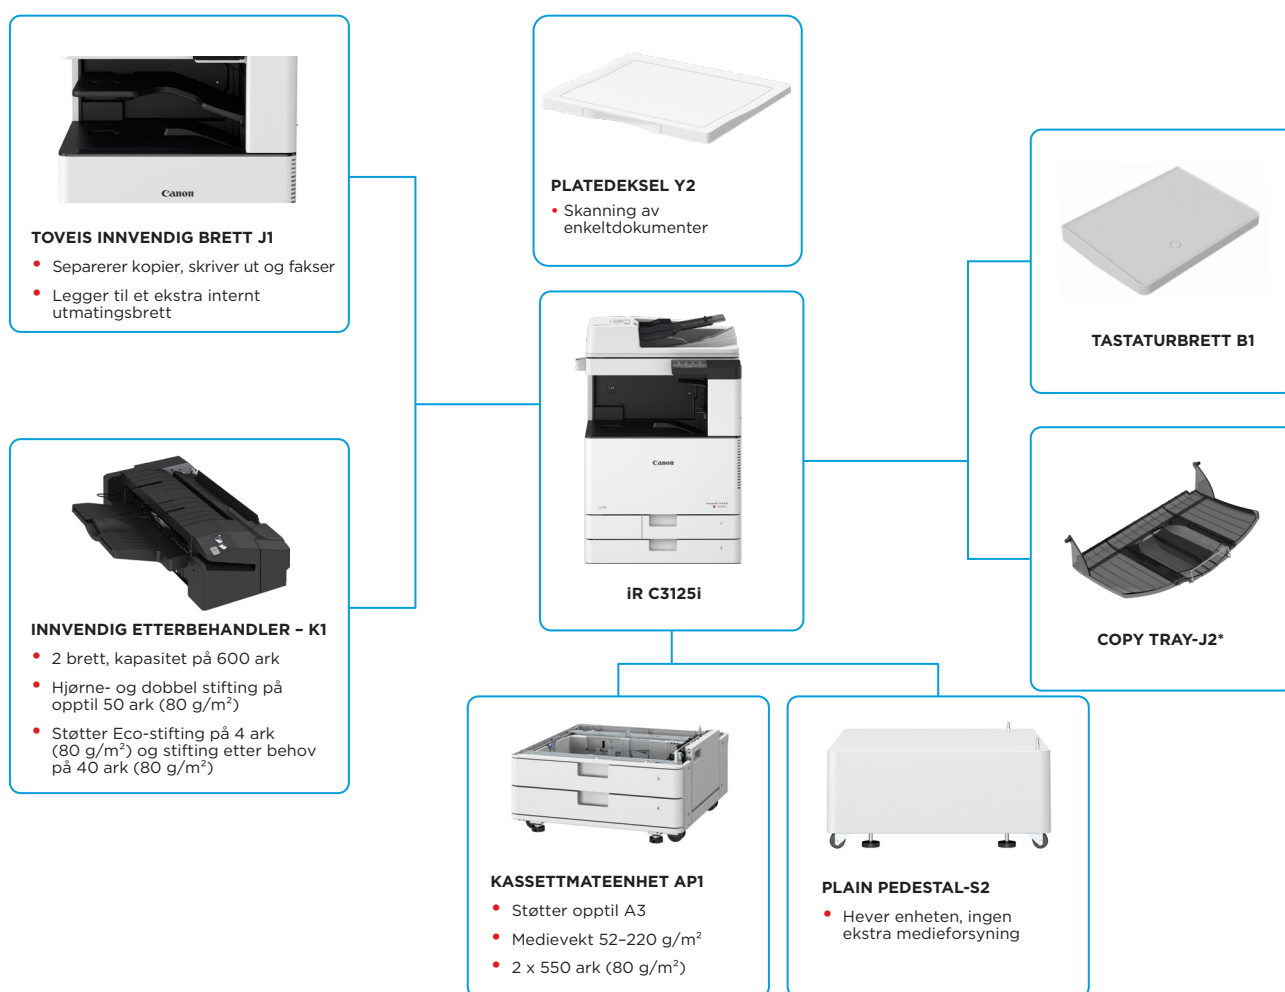 Canon
TOVEIS INNVENDIG BRETT J1
• Separerer kopier, skriver ut og fakser
• Legger til et ekstra internt
utmatingsbrett
PLATEDEKSEL Y2
• Skanning av
enkeltdokumenter
TASTATURBRETT B1
Canon
iR C3125i
INNVENDIG ETTERBEHANDLER – K1
• 2 brett, kapasitet på 600 ark
• Hjørne- og dobbel stifting på
opptil 50 ark (80 g/m²)
• Støtter Eco-stifting på 4 ark
(80 g/m²) og stifting etter behov
på 40 ark (80 g/m²)
COPY TRAY-J2*
KASSETTMATEENHET AP1
• Støtter opptil A3
• Medievekt 52–220 g/m²
• 2 x 550 ark (80 g/m²)
PLAIN PEDESTAL-S2
• Hever enheten, ingen
ekstra medieforsyning